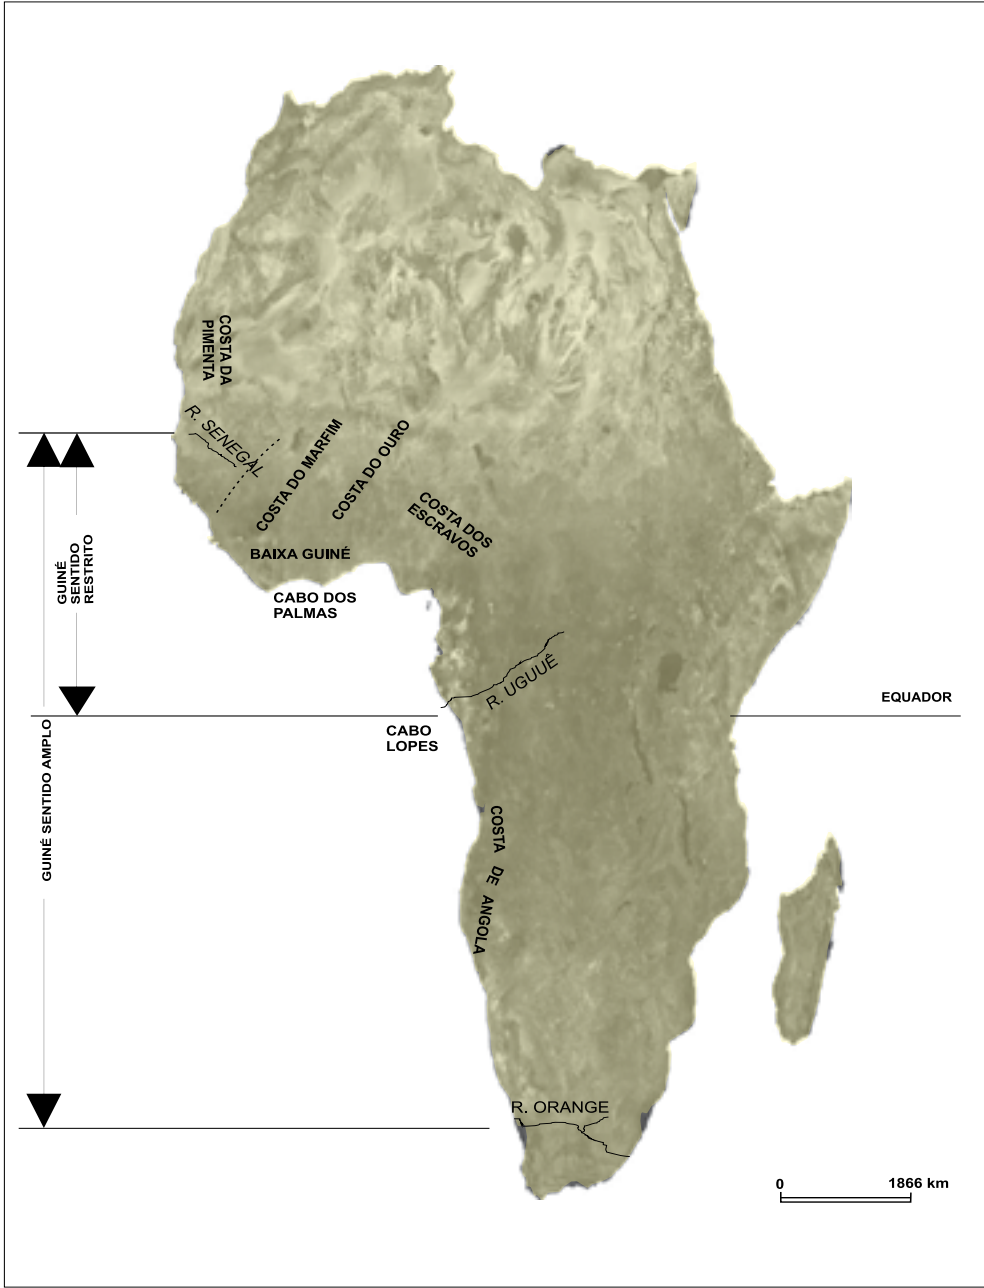 COSTA DA
PIMENTA
R. SENEGAL
COSTA DO MARFIM
COSTA DO OURO
COSTA DOS
ESCRAVOS
BAIXA GUINÉ
CABO DOS
PALMAS
GUINÉ
SENTIDO
RESTRITO
R. UGUUÉ
EQUADOR
CABO
LOPES
GUINÉ SENTIDO AMPLO
COSTA DE ANGOLA
R. ORANGE
0 1866 km